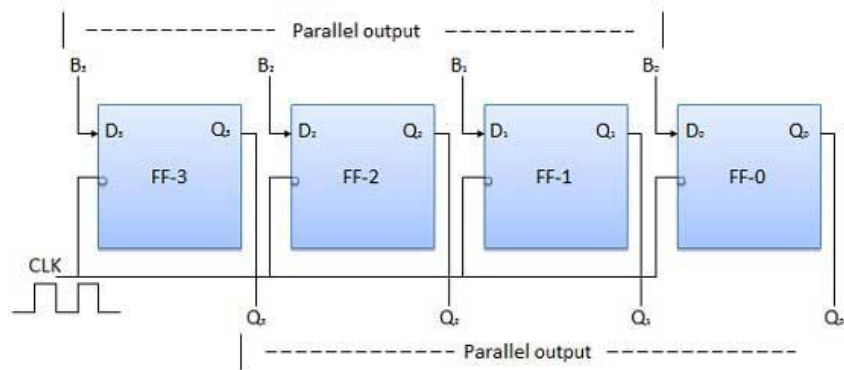 Parallel output
B₃ B₂ B₁ B₀
D₃ Q₃ D₂ Q₂ D₁ Q₁ D₀ Q₀
FF-3 FF-2 FF-1 FF-0
CLK
Q₃ Q₂ Q₁ Q₀
Parallel output